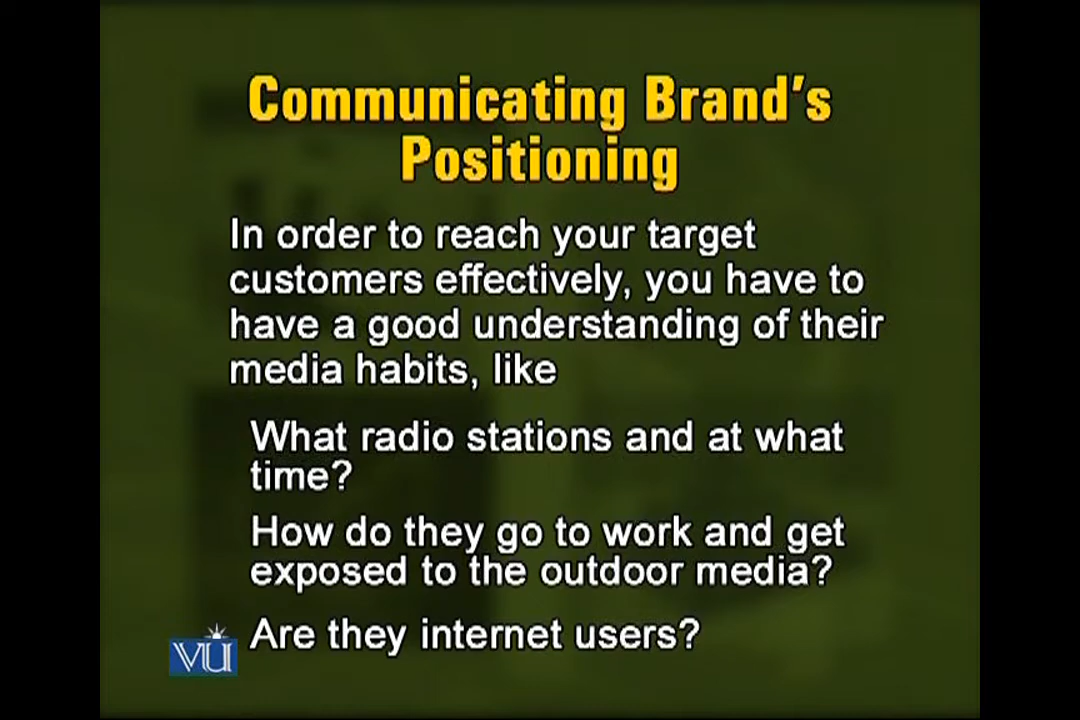 Communicating Brand's
Positioning
In order to reach your target
customers effectively, you have to
have a good understanding of their
media habits, like
What radio stations and at what
time?
How do they go to work and get
exposed to the outdoor media?
Are they internet users?
VU